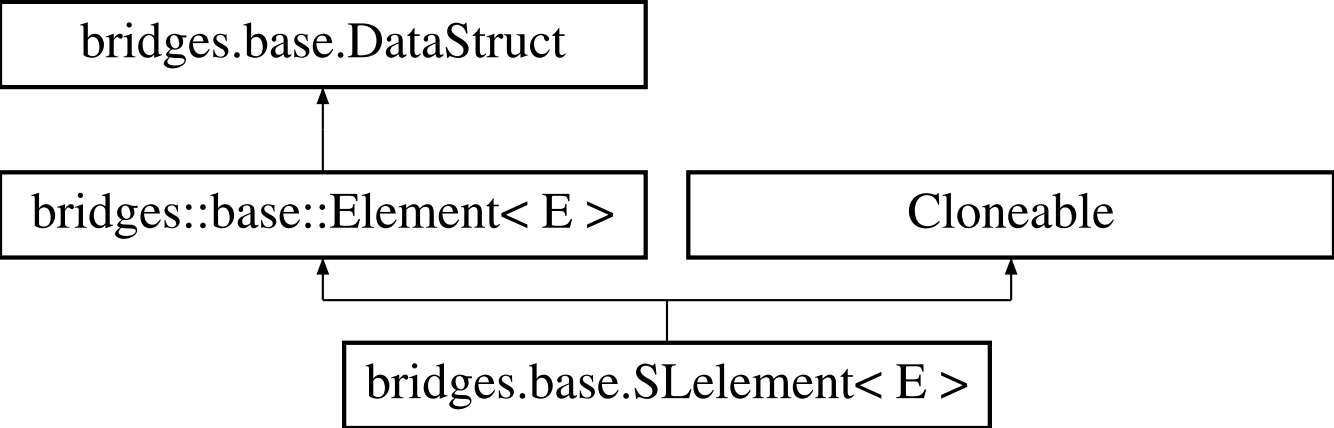 bridges.base.DataStruct
bridges::base::Element< E >
Cloneable
bridges.base.SLelement< E >